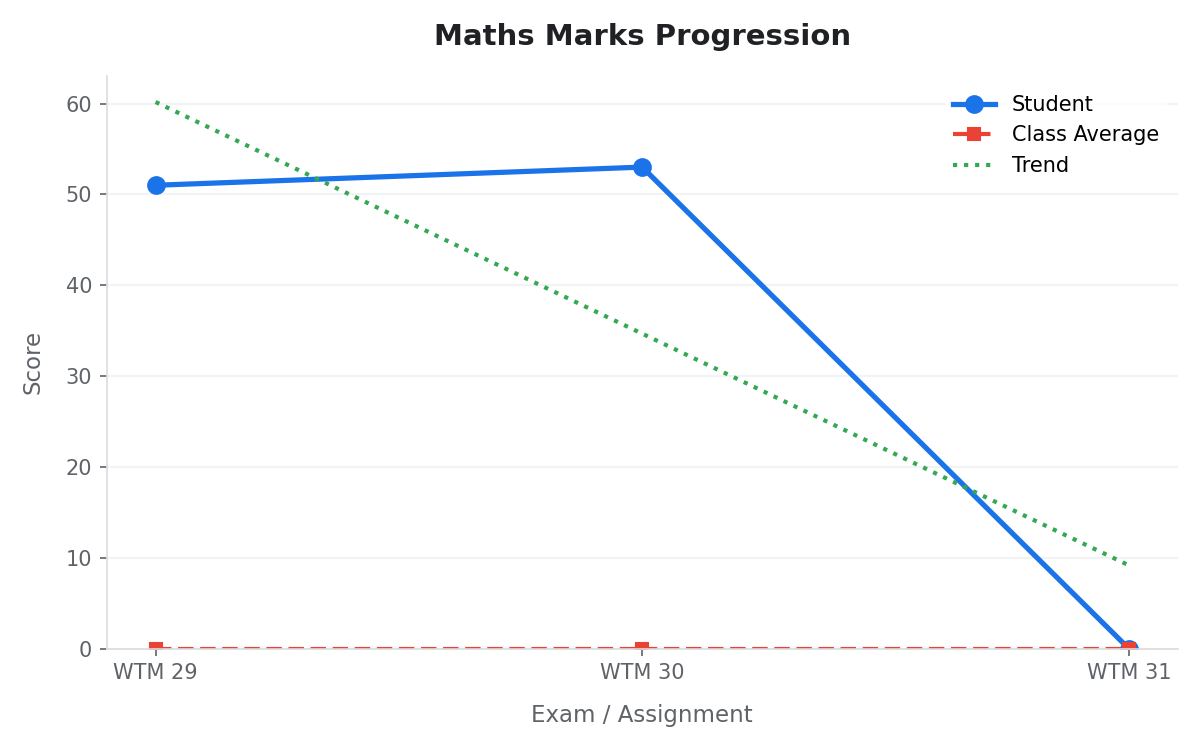 Maths Marks Progression
Student
Class Average
Trend
60
50
40
30
20
10
0
Score
WTM 29
WTM 30
WTM 31
Exam / Assignment